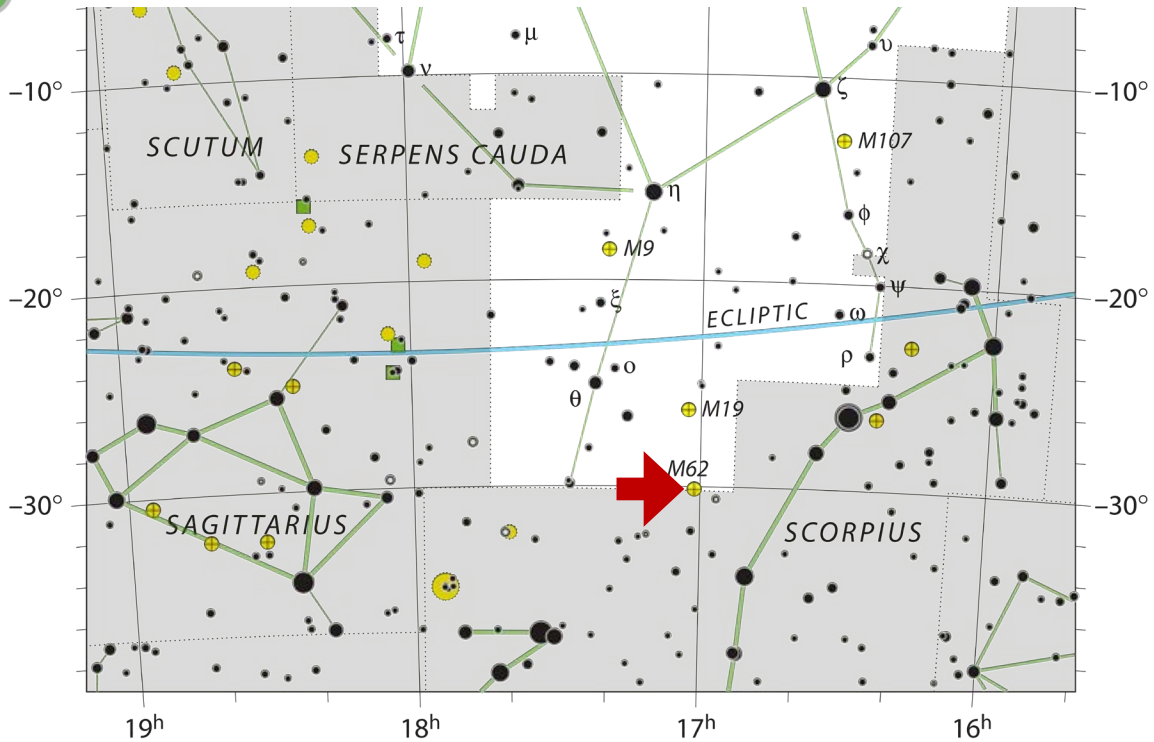 τ
μ
υ
ν
–10°
ζ
–10°
SCUTUM
SERPENS CAUDA
M107
η
ϕ
M9
χ
ψ
–20°
ξ
–20°
ECLIPTIC
ω
ρ
ο
θ
M19
M62
–30°
–30°
SAGITTARIUS
SCORPIUS
19h
18h
17h
16h